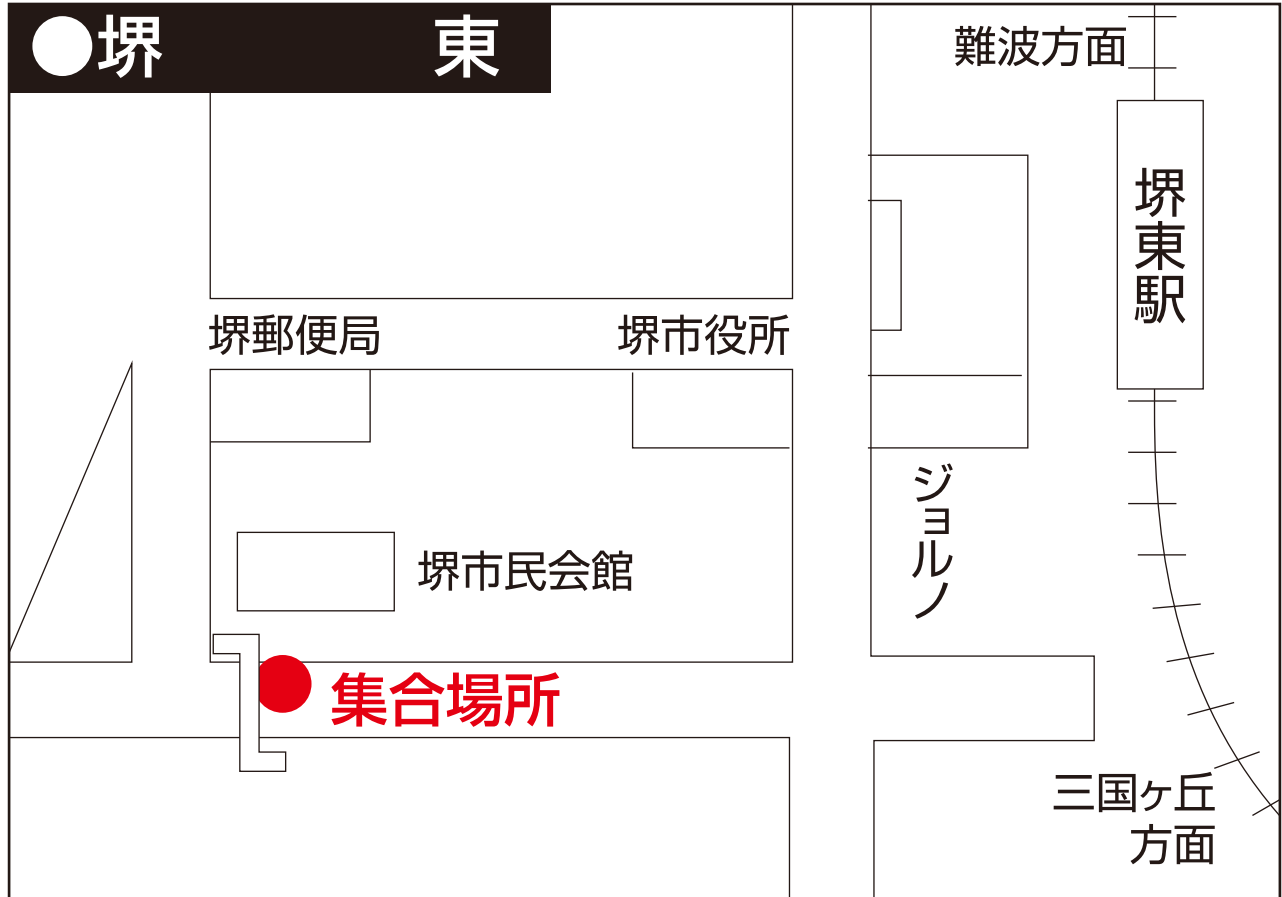 ●堺　東
難波方面
堺東駅
堺郵便局
堺市役所
ジョルノ
堺市民会館
集合場所
三国ヶ丘
方面